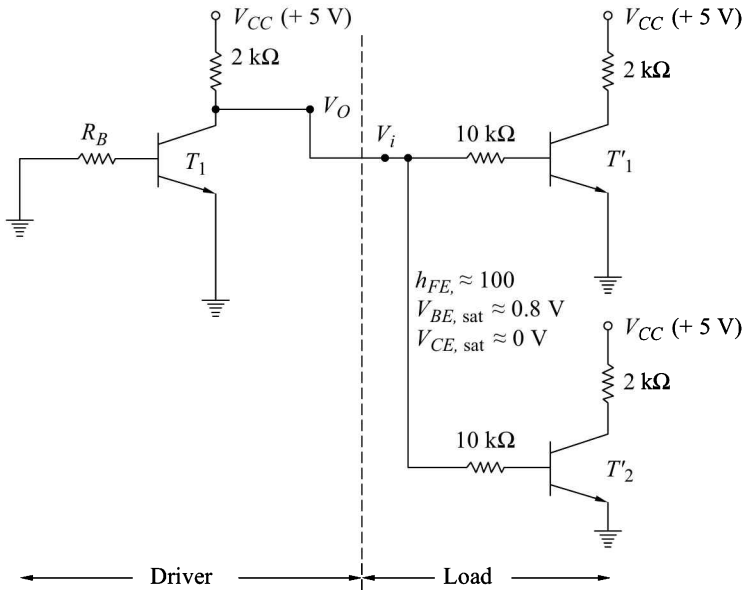 V_CC (+ 5 V)
2 kΩ
V_O
R_B
T_1
V_i
V_CC (+ 5 V)
2 kΩ
10 kΩ
T'_1
h_FE, ≈ 100
V_BE, sat ≈ 0.8 V
V_CE, sat ≈ 0 V
V_CC (+ 5 V)
2 kΩ
10 kΩ
T'_2
Driver
Load